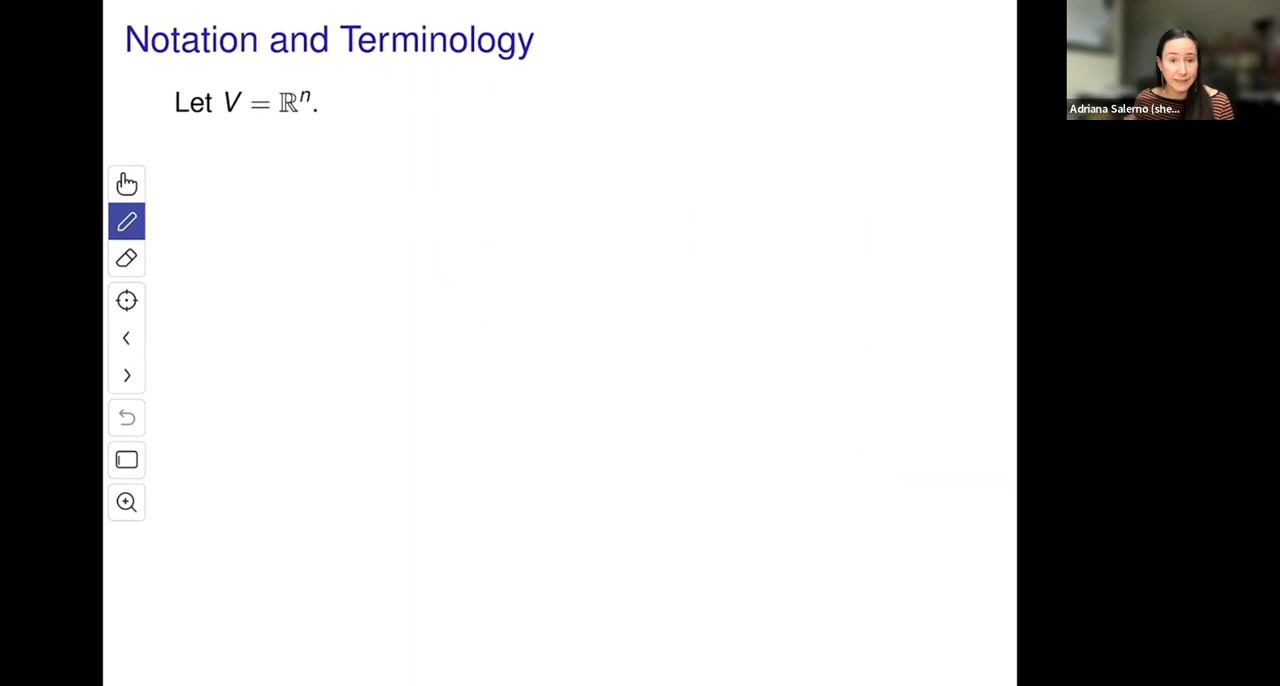 Notation and Terminology
Let V = ℝⁿ.
Adriana Salerno (she...